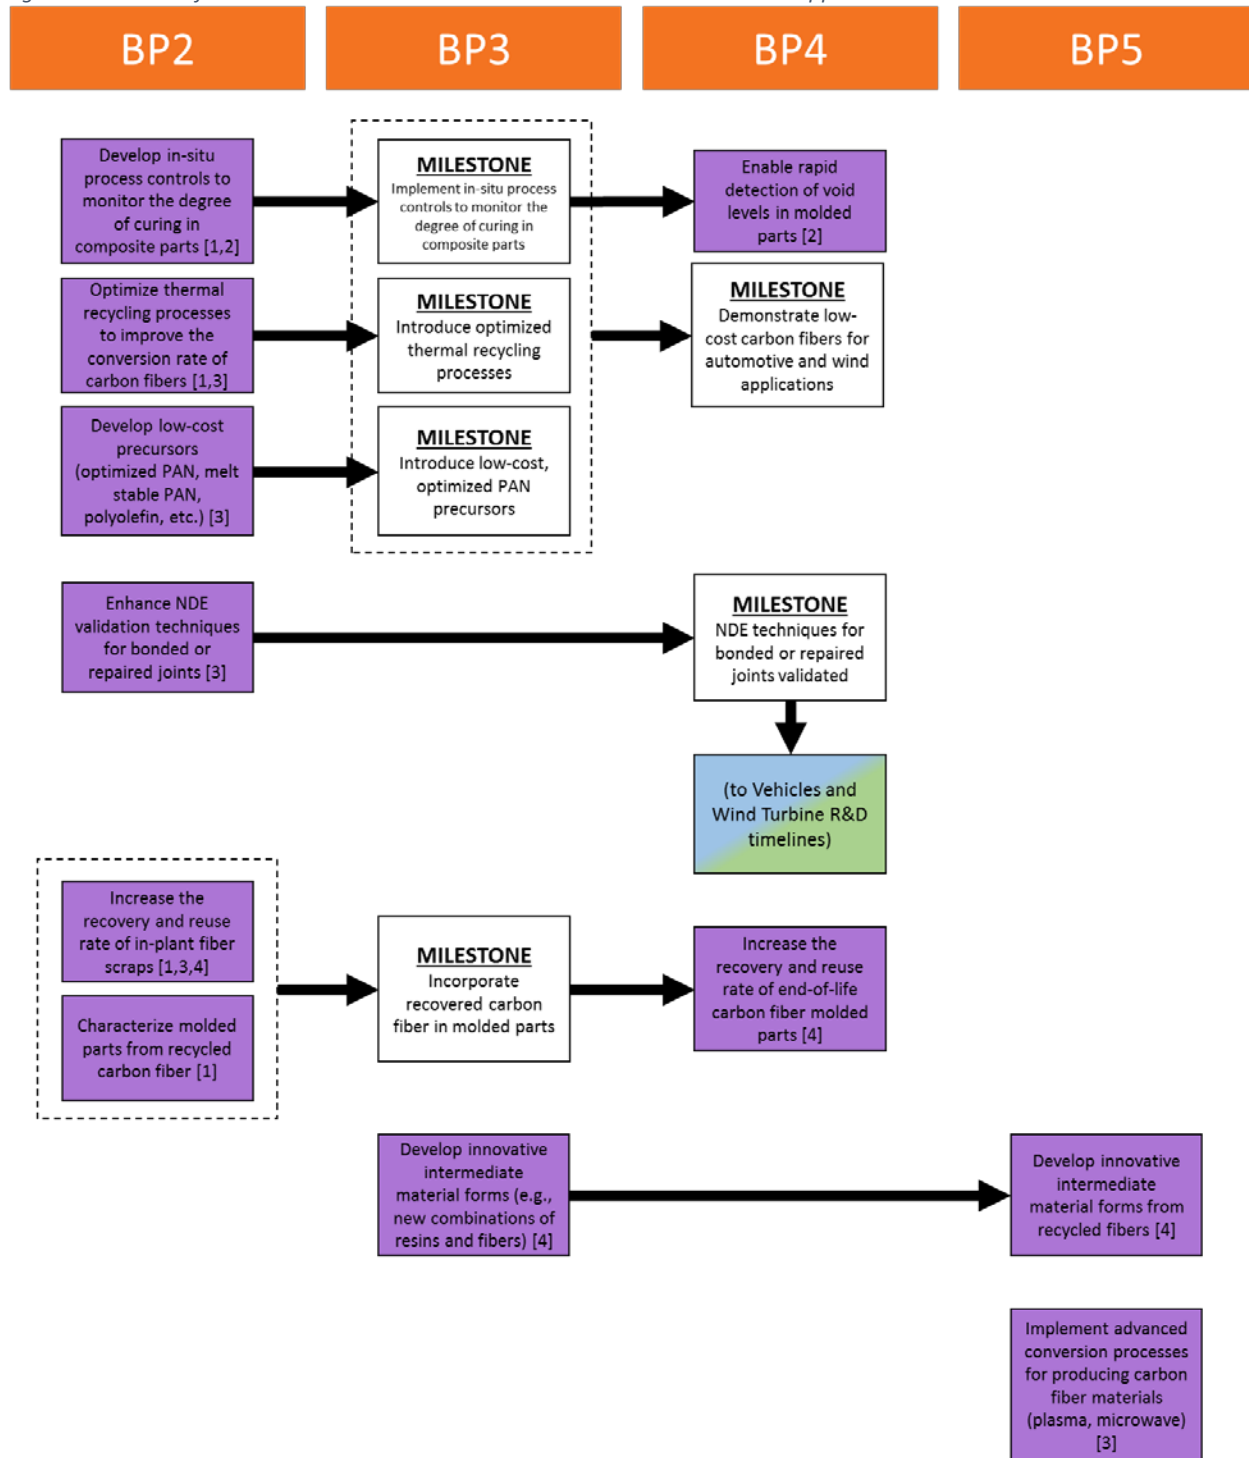 BP2
BP3
BP4
BP5
Develop in-situ
process controls to
monitor the degree
of curing in
composite parts [1,2]
MILESTONE
Implement in-situ process
controls to monitor the
degree of curing in
composite parts
Enable rapid
detection of void
levels in molded
parts [2]
Optimize thermal
recycling processes
to improve the
conversion rate of
carbon fibers [1,3]
MILESTONE
Introduce optimized
thermal recycling
processes
MILESTONE
Demonstrate low-
cost carbon fibers for
automotive and wind
applications
Develop low-cost
precursors
(optimized PAN, melt
stable PAN,
polyolefin, etc.) [3]
MILESTONE
Introduce low-cost,
optimized PAN
precursors
Enhance NDE
validation techniques
for bonded or
repaired joints [3]
MILESTONE
NDE techniques for
bonded or repaired
joints validated
(to Vehicles and
Wind Turbine R&D
timelines)
Increase the
recovery and reuse
rate of in-plant fiber
scraps [1,3,4]
Characterize molded
parts from recycled
carbon fiber [1]
MILESTONE
Incorporate
recovered carbon
fiber in molded parts
Increase the
recovery and reuse
rate of end-of-life
carbon fiber molded
parts [4]
Develop innovative
intermediate
material forms (e.g.,
new combinations of
resins and fibers) [4]
Develop innovative
intermediate
material forms from
recycled fibers [4]
Implement advanced
conversion processes
for producing carbon
fiber materials
(plasma, microwave)
[3]